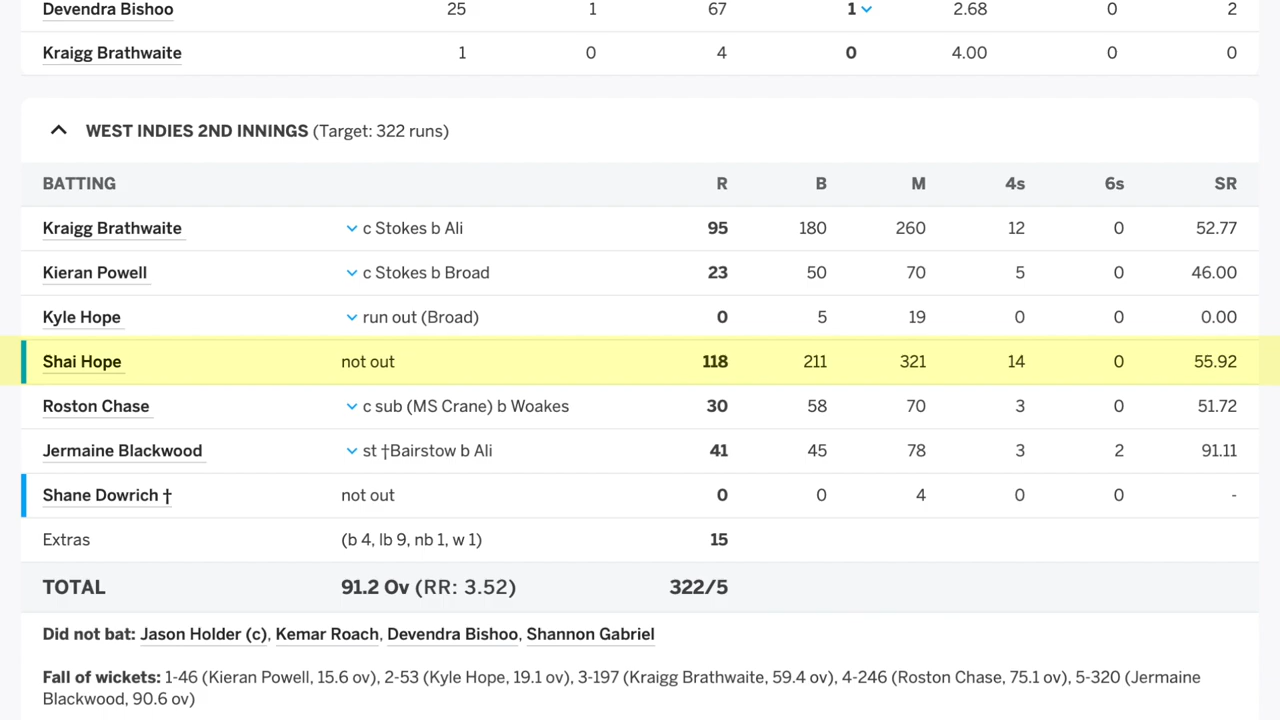 Devendra Bishoo 25 1 67 1 2.68 0 2
Kraigg Brathwaite 1 0 4 0 4.00 0 0
WEST INDIES 2ND INNINGS (Target: 322 runs)
BATTING R B M 4s 6s SR
Kraigg Brathwaite c Stokes b Ali 95 180 260 12 0 52.77
Kieran Powell c Stokes b Broad 23 50 70 5 0 46.00
Kyle Hope run out (Broad) 0 5 19 0 0 0.00
Shai Hope not out 118 211 321 14 0 55.92
Roston Chase c sub (MS Crane) b Woakes 30 58 70 3 0 51.72
Jermaine Blackwood st †Bairstow b Ali 41 45 78 3 2 91.11
Shane Dowrich † not out 0 0 4 0 0 -
Extras (b 4, lb 9, nb 1, w 1) 15
TOTAL 91.2 Ov (RR: 3.52) 322/5
Did not bat: Jason Holder (c), Kemar Roach, Devendra Bishoo, Shannon Gabriel
Fall of wickets: 1-46 (Kieran Powell, 15.6 ov), 2-53 (Kyle Hope, 19.1 ov), 3-197 (Kraigg Brathwaite, 59.4 ov), 4-246 (Roston Chase, 75.1 ov), 5-320 (Jermaine
Blackwood, 90.6 ov)